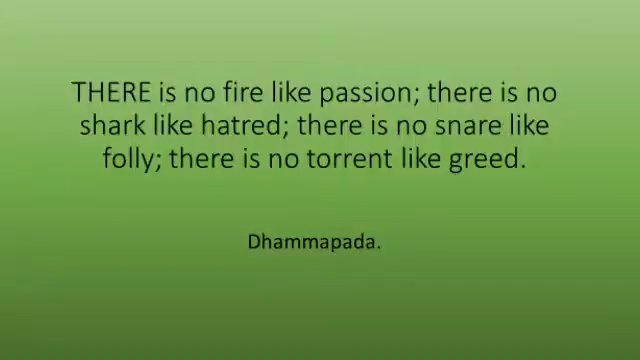 THERE is no fire like passion; there is no
shark like hatred; there is no snare like
folly; there is no torrent like greed.
Dhammapada.